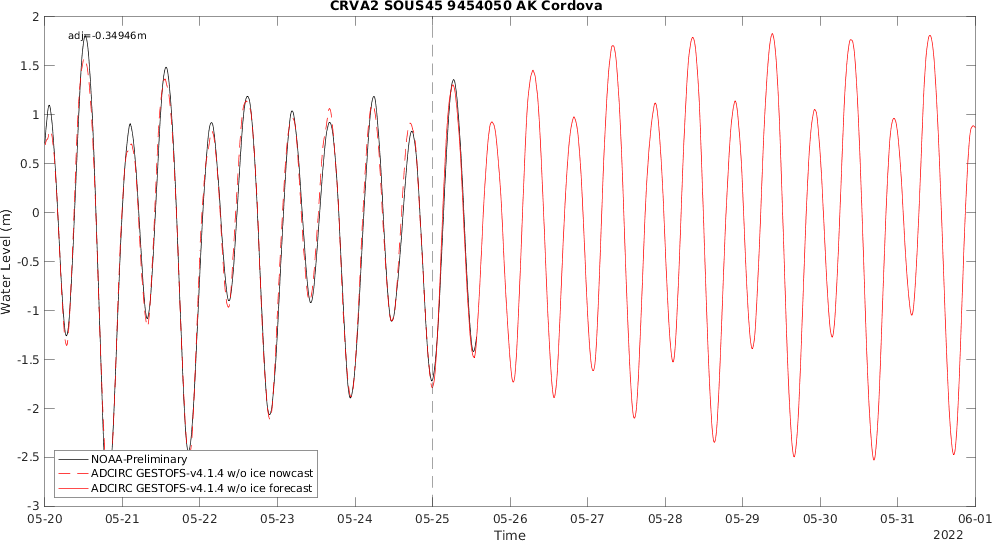 CRVA2 SOUS45 9454050 AK Cordova
adj=-0.34946m
2
1.5
1
0.5
0
-0.5
-1
-1.5
-2
-2.5
-3
Water Level (m)
NOAA-Preliminary
ADCIRC GESTOFS-v4.1.4 w/o ice nowcast
ADCIRC GESTOFS-v4.1.4 w/o ice forecast
05-20 05-21 05-22 05-23 05-24 05-25 05-26 05-27 05-28 05-29 05-30 05-31 06-01
Time
2022